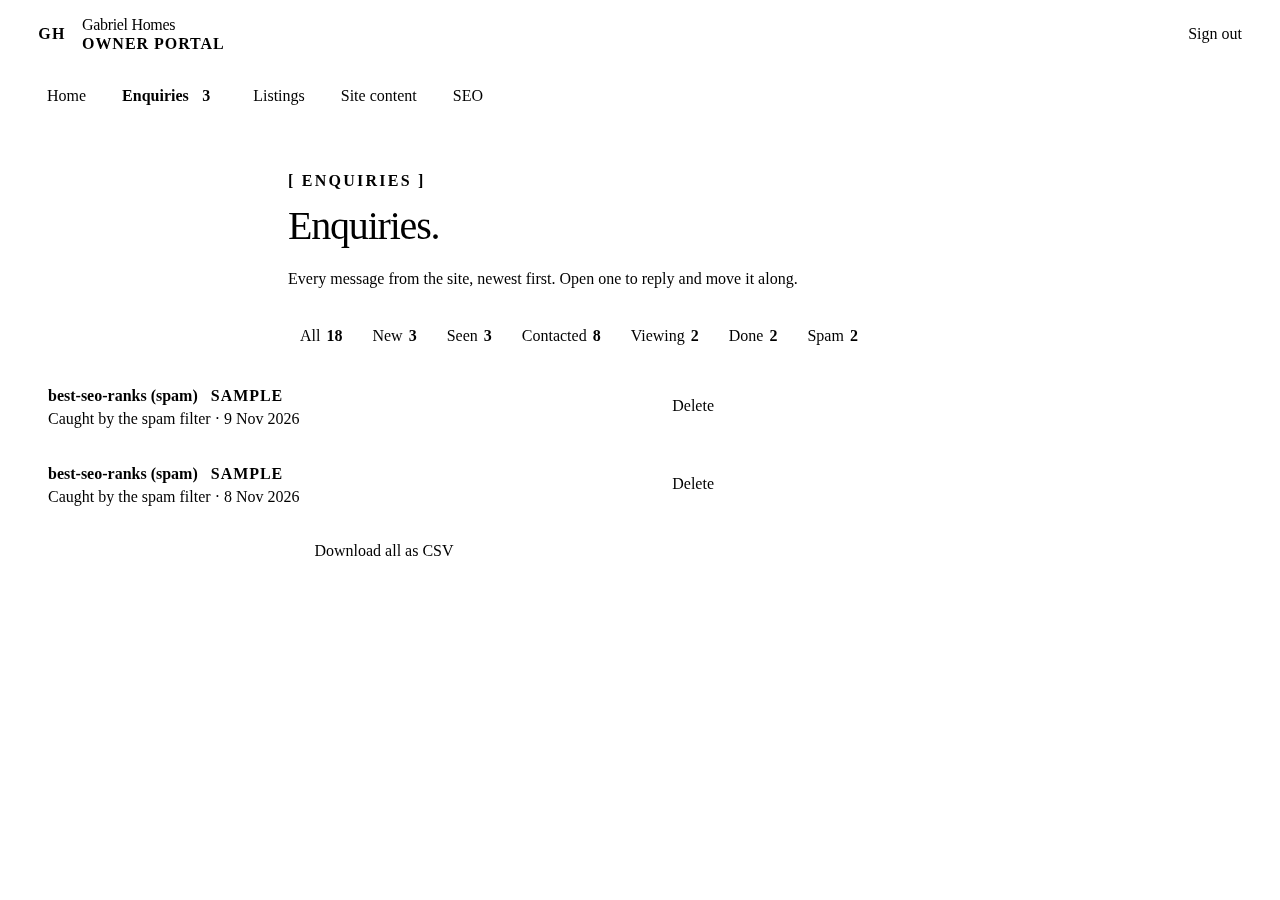 GH
Gabriel Homes
OWNER PORTAL
Sign out
Home Enquiries 3 Listings Site content SEO
[ ENQUIRIES ]
Enquiries.
Every message from the site, newest first. Open one to reply and move it along.
All 18 New 3 Seen 3 Contacted 8 Viewing 2 Done 2 Spam 2
best-seo-ranks (spam) SAMPLE
Caught by the spam filter · 9 Nov 2026
Delete
best-seo-ranks (spam) SAMPLE
Caught by the spam filter · 8 Nov 2026
Delete
Download all as CSV